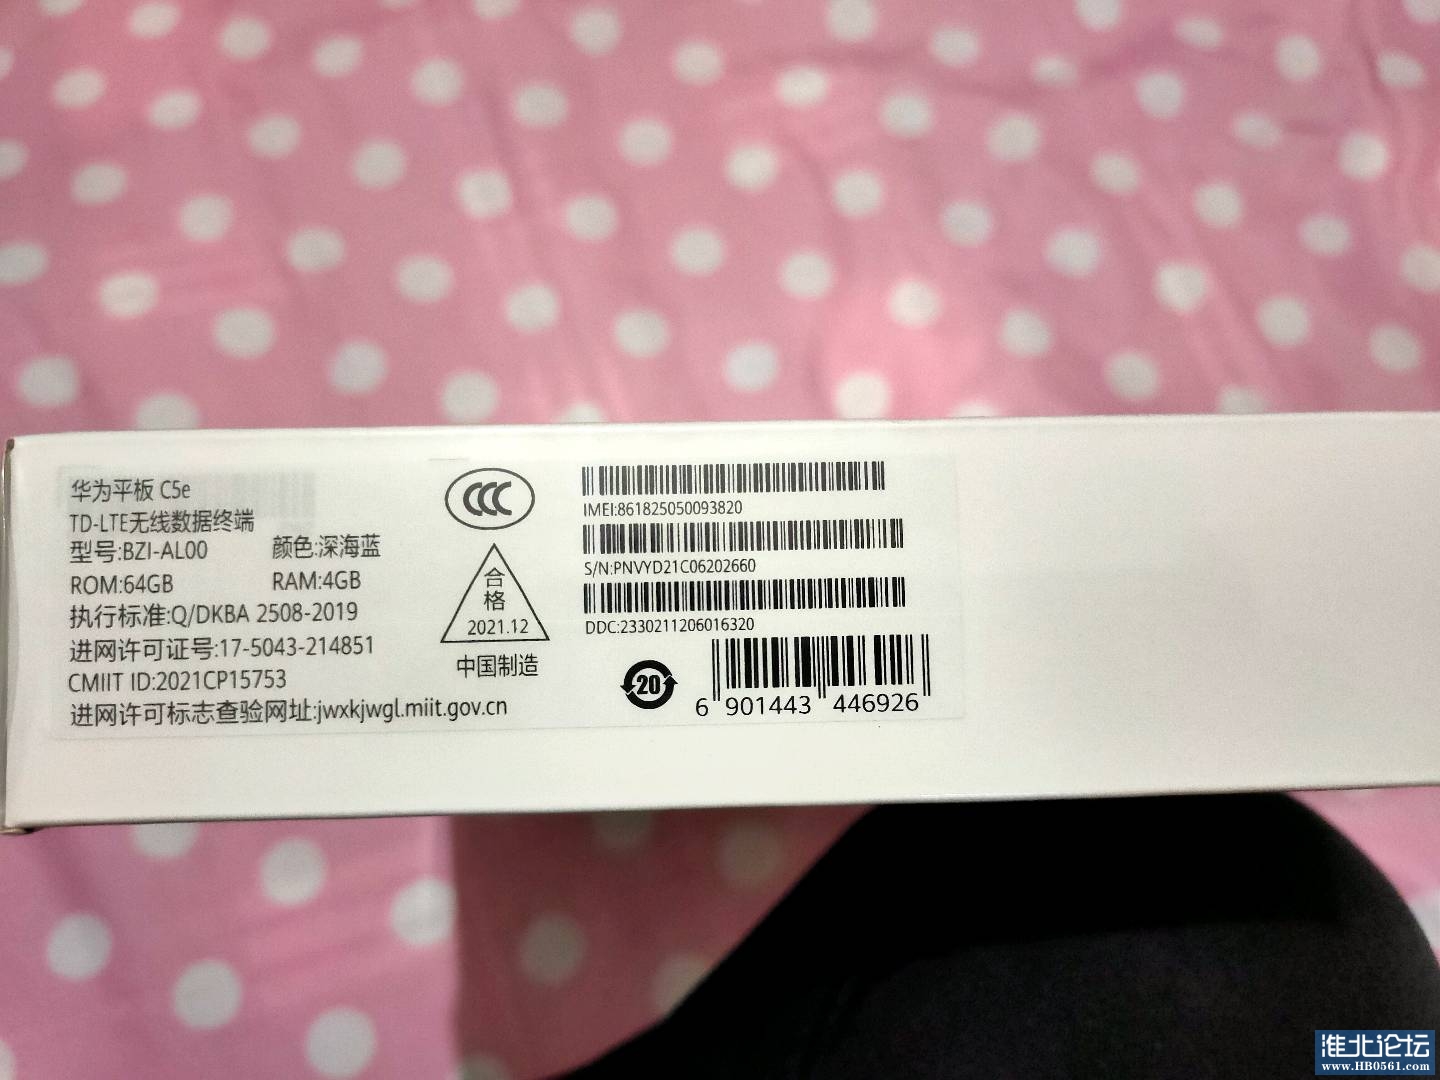 华为平板 C5e
TD-LTE无线数据终端
型号:BZI-AL00 颜色:深海蓝
ROM:64GB RAM:4GB
执行标准:Q/DKBA 2508-2019
进网许可证号:17-5043-214851
CMIIT ID:2021CP15753
进网许可标志查验网址:jwxkjwgl.miit.gov.cn
CCC
合
格
2021.12
中国制造
IMEI:861825050093820
S/N:PNVYD21C06202660
DDC:2330211206016320
20
6 901443 446926
淮北论坛
www.HB0561.com